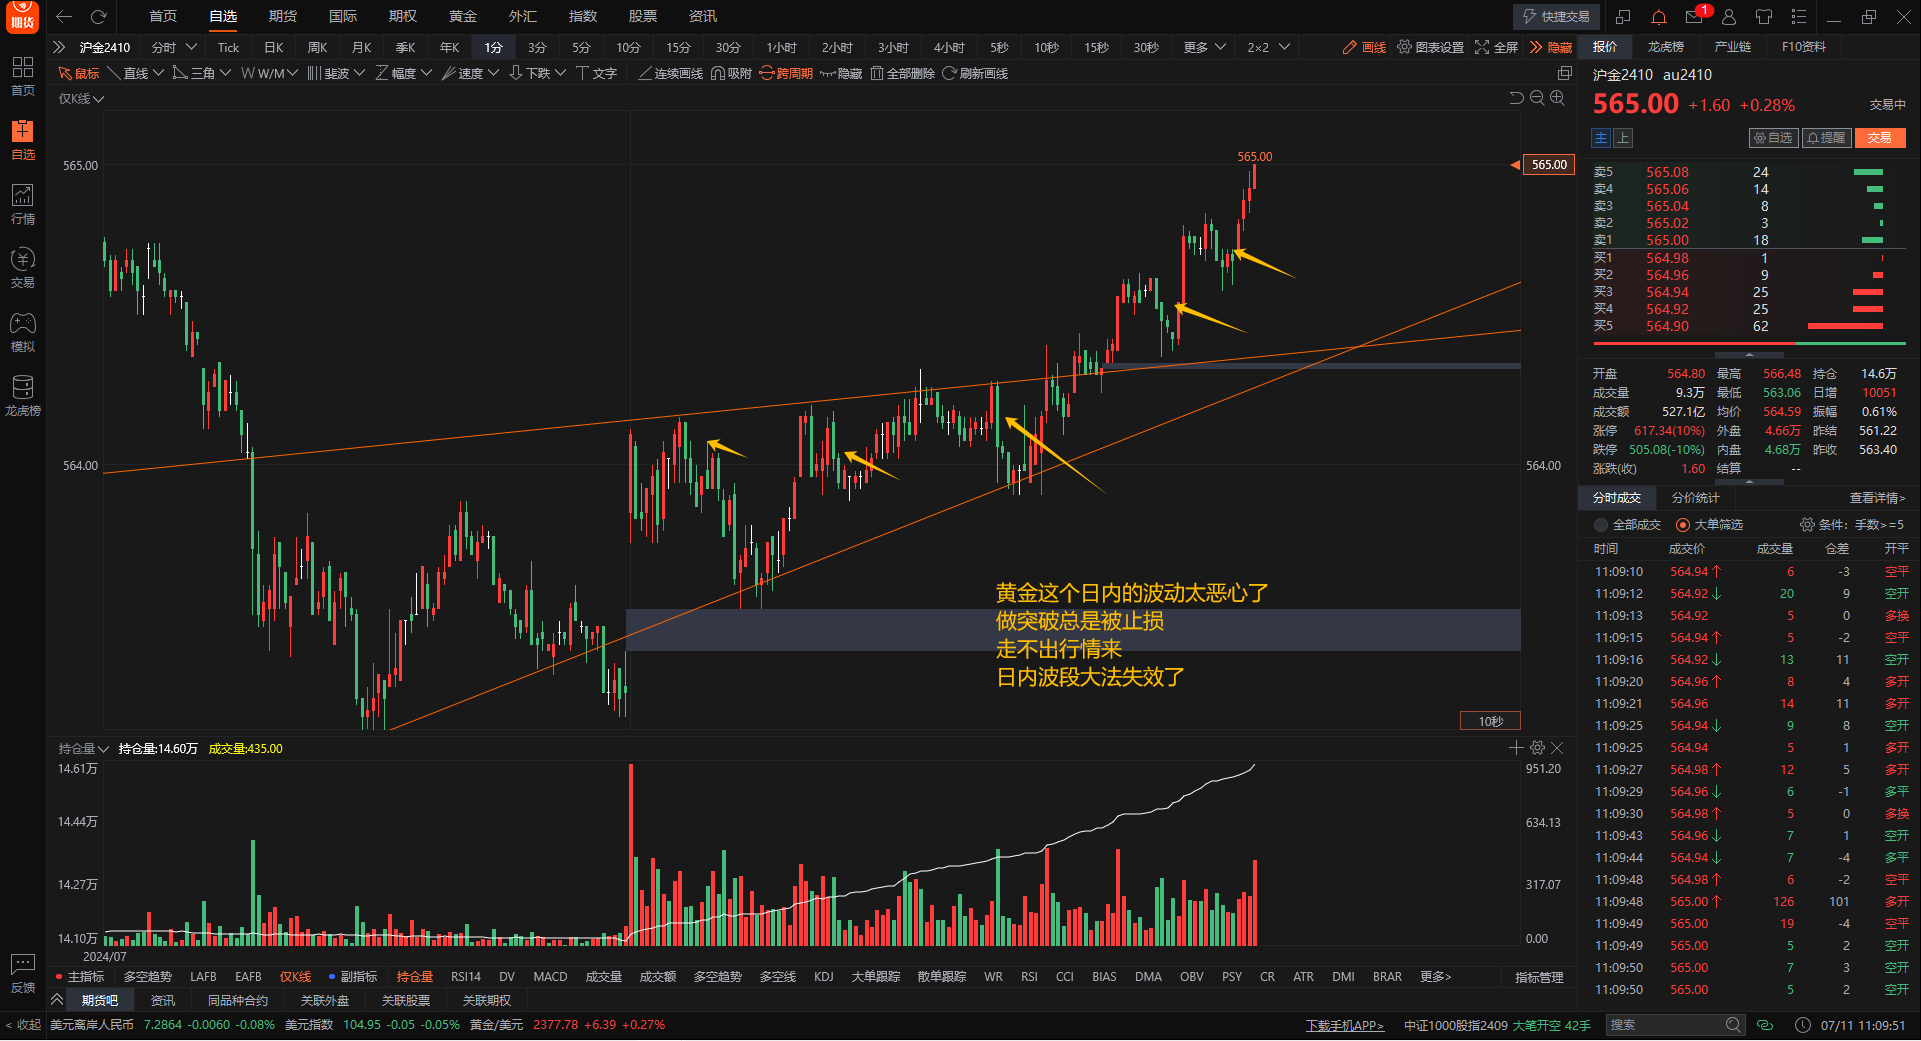 期货
首页 自选 期货 国际 期权 黄金 外汇 指数 股票 资讯
快捷交易 1
沪金2410 分时 Tick 日K 周K 月K 季K 年K 1分 3分 5分 10分 15分 30分 1小时 2小时 3小时 4小时 5秒 10秒 15秒 30秒 更多 2×2 画线 图表设置 全屏 隐藏
鼠标 直线 三角 W/M 斐波 幅度 速度 下跌 文字 连续画线 吸附 跨周期 隐藏 全部删除 刷新画线
首页
自选
行情
交易
模拟
龙虎榜
反馈
仅K线
565.00 565.00 565.00
564.00 564.00
黄金这个日内的波动太恶心了
做突破总是被止损
走不出行情来
日内波段大法失效了
10秒
持仓量 持仓量:14.60万 成交量:435.00
14.61万 951.20
14.44万 634.13
14.27万 317.07
14.10万 0.00
2024/07
主指标 多空趋势 LAFB EAFB 仅K线 副图指标 持仓量 RSI14 DV MACD 成交量 成交额 多空趋势 多空线 KDJ 大单跟踪 散单跟踪 WR RSI CCI BIAS DMA OBV PSY CR ATR DMI BRAR 更多> 指标管理
期货吧 资讯 同品种合约 关联外盘 关联股票 关联期权
报价 龙虎榜 产业链 F10资料
沪金2410 au2410
565.00 +1.60 +0.28% 交易中
主 上 自选 提醒 交易
卖5 565.08 24
卖4 565.06 14
卖3 565.04 8
卖2 565.02 3
卖1 565.00 18
买1 564.98 1
买2 564.96 9
买3 564.94 25
买4 564.92 25
买5 564.90 62
开盘 564.80 最高 566.48 持仓 14.6万
成交量 9.3万 最低 563.06 日增 10051
成交额 527.1亿 均价 564.59 振幅 0.61%
涨停 617.34(10%) 外盘 4.66万 昨结 561.22
跌停 505.08(-10%) 内盘 4.68万 昨收 563.40
涨跌(收) 1.60 结算 --
分时成交 分价统计 查看详情>
全部成交 大单筛选 条件: 手数>=5
时间 成交价 成交量 仓差 开平
11:09:10 564.94↑ 6 -3 空平
11:09:12 564.92↓ 20 9 空开
11:09:13 564.92 5 0 多换
11:09:15 564.94↑ 5 -2 空平
11:09:16 564.92↓ 13 11 空开
11:09:20 564.96↑ 8 4 多开
11:09:21 564.96 14 11 多开
11:09:25 564.94↓ 9 8 空开
11:09:25 564.94 5 1 多开
11:09:27 564.98↑ 12 5 多开
11:09:29 564.96↓ 6 -1 多平
11:09:30 564.98↑ 5 0 多换
11:09:43 564.96↓ 7 1 空开
11:09:44 564.94↓ 7 -4 多平
11:09:48 564.98↑ 6 -2 空平
11:09:48 565.00↑ 126 101 多开
11:09:49 565.00 19 -4 空平
11:09:49 565.00 5 2 空开
11:09:50 565.00 7 3 空开
11:09:50 565.00 5 2 空开
< 收起 美元离岸人民币 7.2864 -0.0060 -0.08% 美元指数 104.95 -0.05 -0.05% 黄金/美元 2377.78 +6.39 +0.27% 下载手机APP> 中证1000股指2409 大笔开空 42手 搜索 07/11 11:09:51